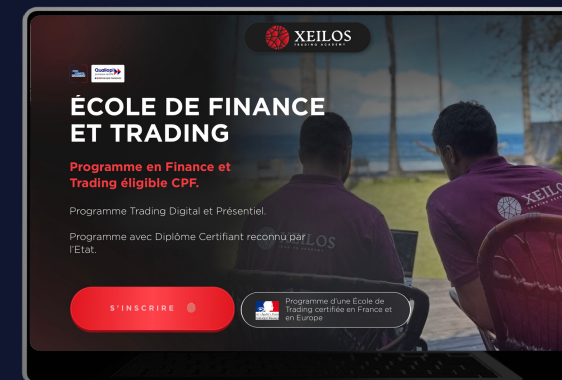 XEILOS
TRADING ACADEMY
Qualiopi
ÉCOLE DE FINANCE
ET TRADING
Programme en Finance et
Trading éligible CPF.
Programme Trading Digital et Présentiel.
Programme avec Diplôme Certifiant reconnu par
l'Etat.
S'INSCRIRE
Programme d'une École de
Trading certifiée en France et
en Europe
XEILOS
XEILO